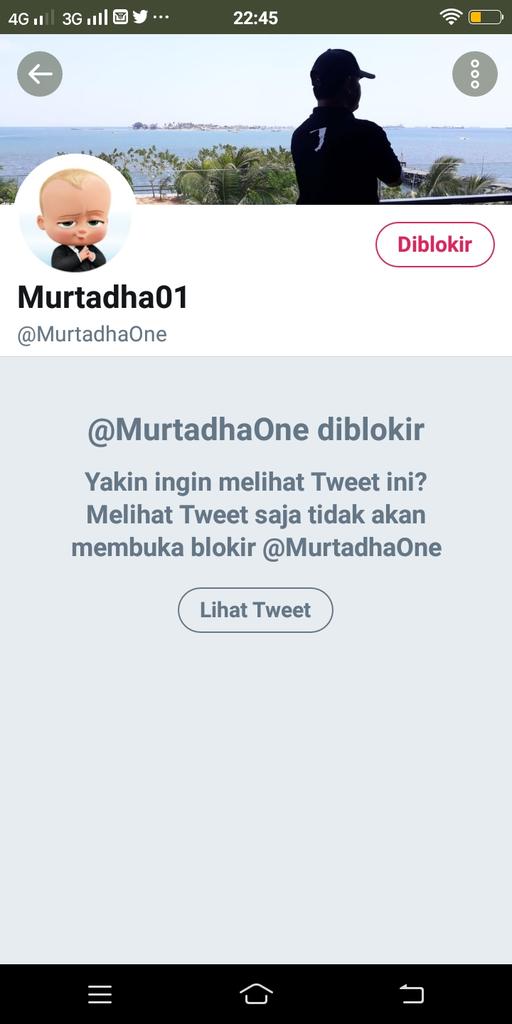 4G 3G ... 22:45
Diblokir
Murtadha01
@MurtadhaOne
@MurtadhaOne diblokir
Yakin ingin melihat Tweet ini?
Melihat Tweet saja tidak akan
membuka blokir @MurtadhaOne
Lihat Tweet